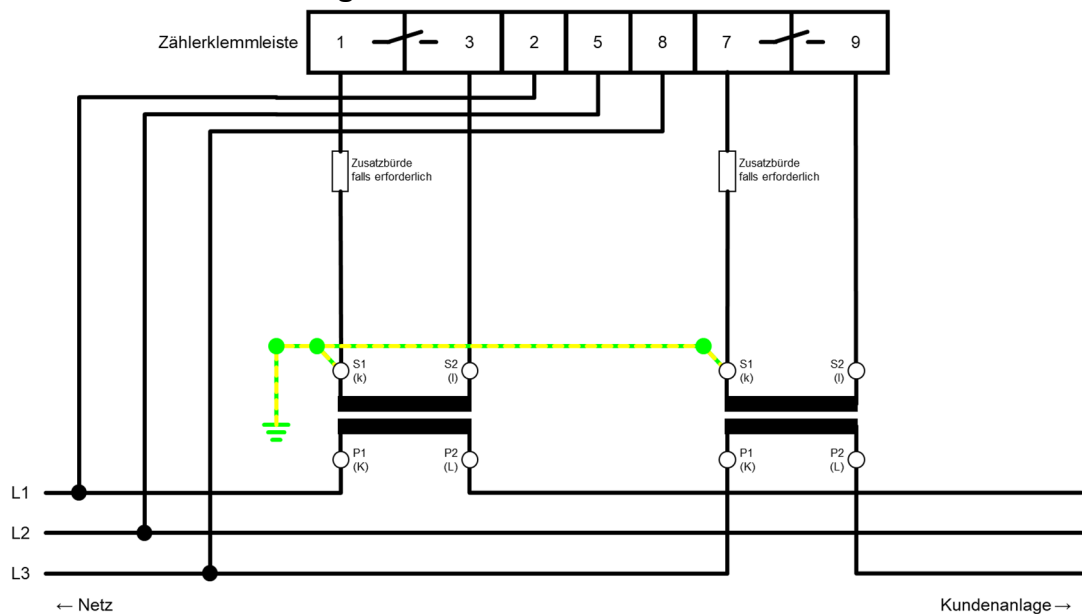 Zählerklemmleiste 1 3 2 5 8 7 9
Zusatzbürde
falls erforderlich
Zusatzbürde
falls erforderlich
S1
(k)
S2
(l)
S1
(k)
S2
(l)
P1
(K)
P2
(L)
P1
(K)
P2
(L)
L1
L2
L3
← Netz
Kundenanlage →